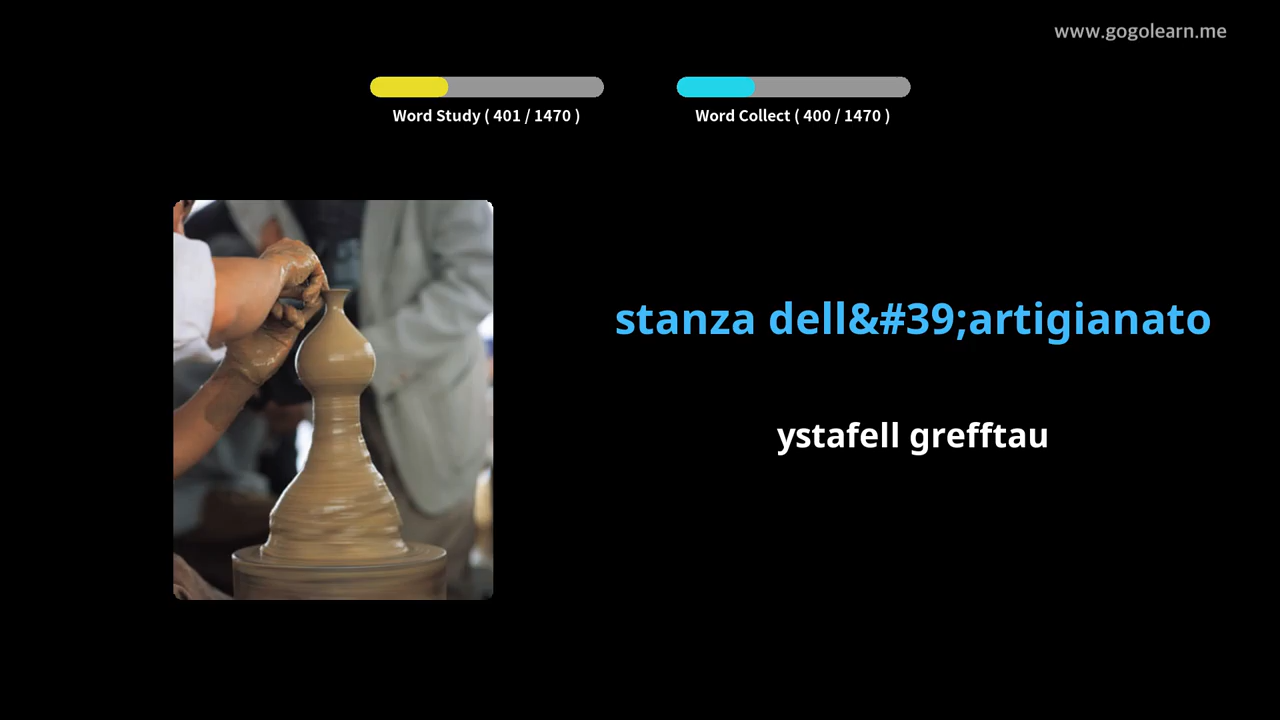 www.gogolearn.me
Word Study ( 401 / 1470 )
Word Collect ( 400 / 1470 )
stanza dell&#39;artigianato
ystafell grefftau